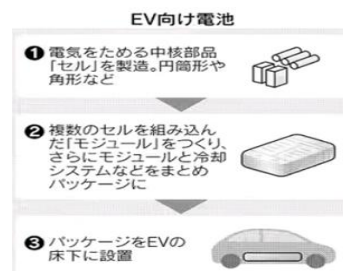 EV向け電池
❶電気をためる中核部品
「セル」を製造。円筒形や
角形など
❷複数のセルを組み込ん
だ「モジュール」をつくり、
さらにモジュールと冷却
システムなどをまとめ
パッケージに
❸パッケージをEVの
床下に設置